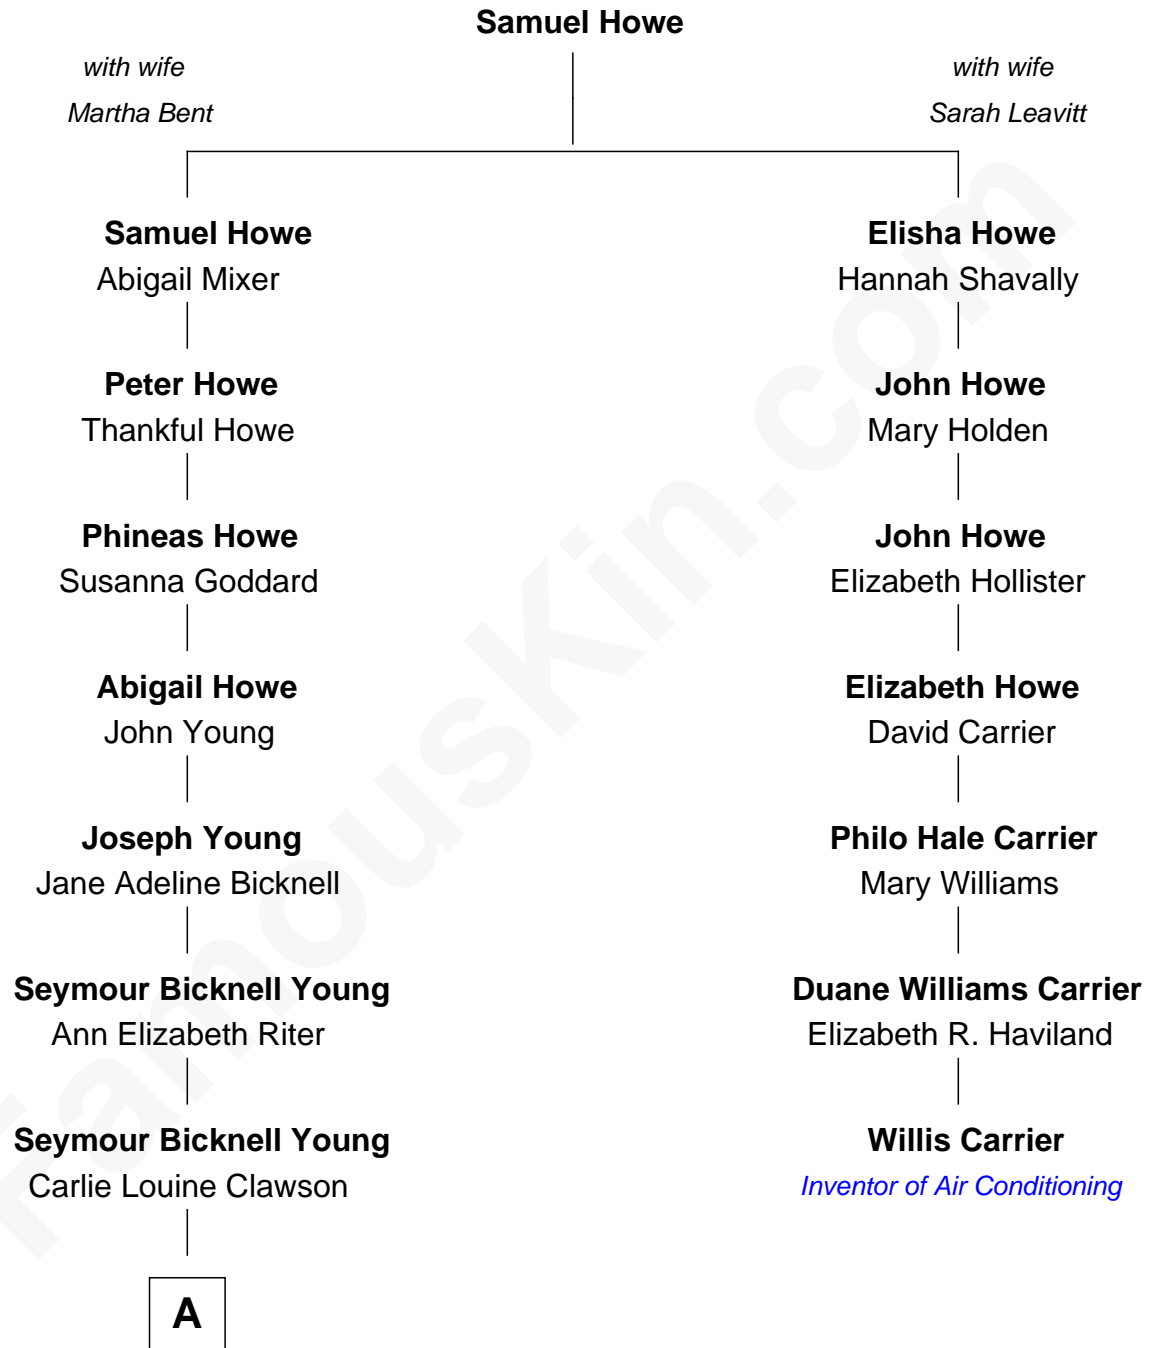 Samuel Howe
with wife
Martha Bent
with wife
Sarah Leavitt
Samuel Howe
Abigail Mixer
Elisha Howe
Hannah Shavally
Peter Howe
Thankful Howe
John Howe
Mary Holden
Phineas Howe
Susanna Goddard
John Howe
Elizabeth Hollister
Abigail Howe
John Young
Elizabeth Howe
David Carrier
Joseph Young
Jane Adeline Bicknell
Philo Hale Carrier
Mary Williams
Seymour Bicknell Young
Ann Elizabeth Riter
Duane Williams Carrier
Elizabeth R. Haviland
Seymour Bicknell Young
Carlie Louine Clawson
Willis Carrier
Inventor of Air Conditioning
A
FamousKin.com